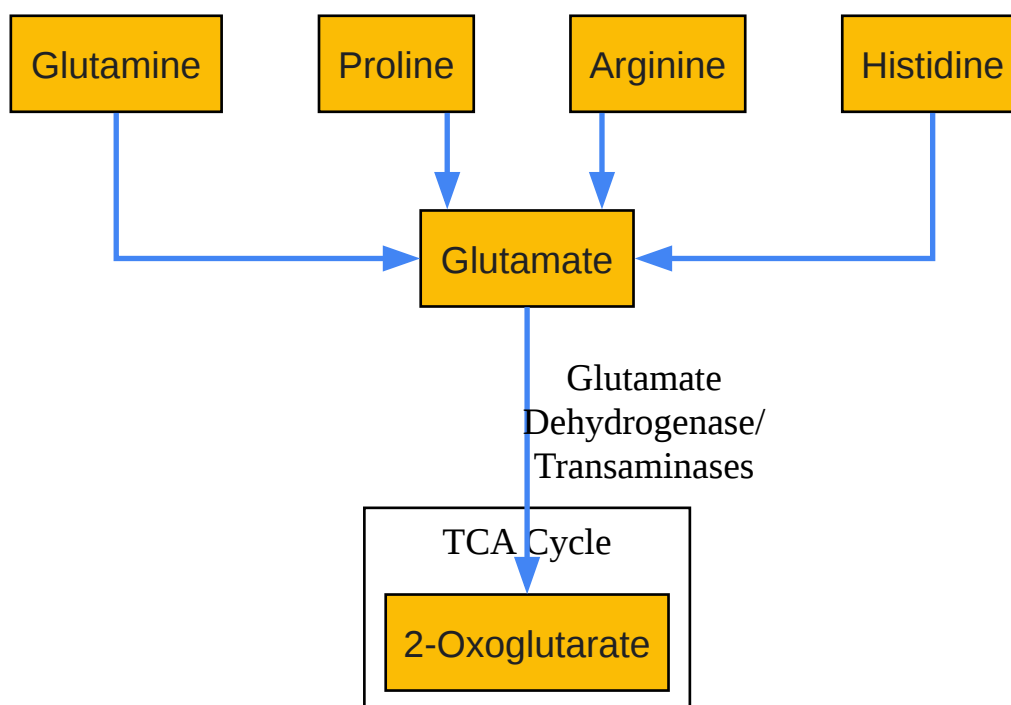 Glutamine
Proline
Arginine
Histidine
Glutamate
Glutamate
Dehydrogenase/
Transaminases
TCA Cycle
2-Oxoglutarate